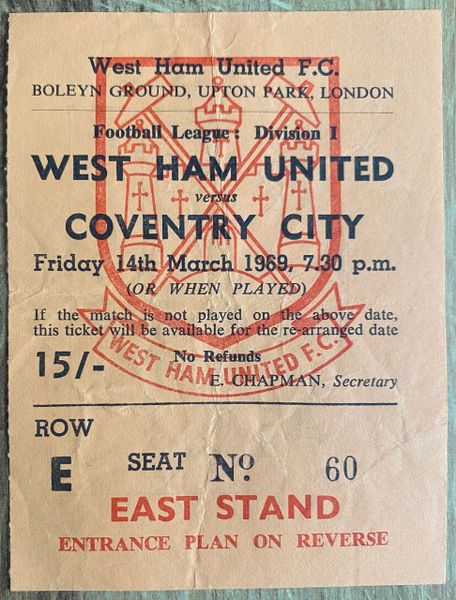 West Ham United F.C.
BOLEYN GROUND, UPTON PARK, LONDON
Football League : Division I
WEST HAM UNITED
versus
COVENTRY CITY
Friday 14th March 1969, 7.30 p.m.
(OR WHEN PLAYED)
If the match is not played on the above date,
this ticket will be available for the re-arranged date
15/- No Refunds
E. CHAPMAN, Secretary
WEST HAM UNITED F.C.
ROW
E SEAT No. 60
EAST STAND
ENTRANCE PLAN ON REVERSE